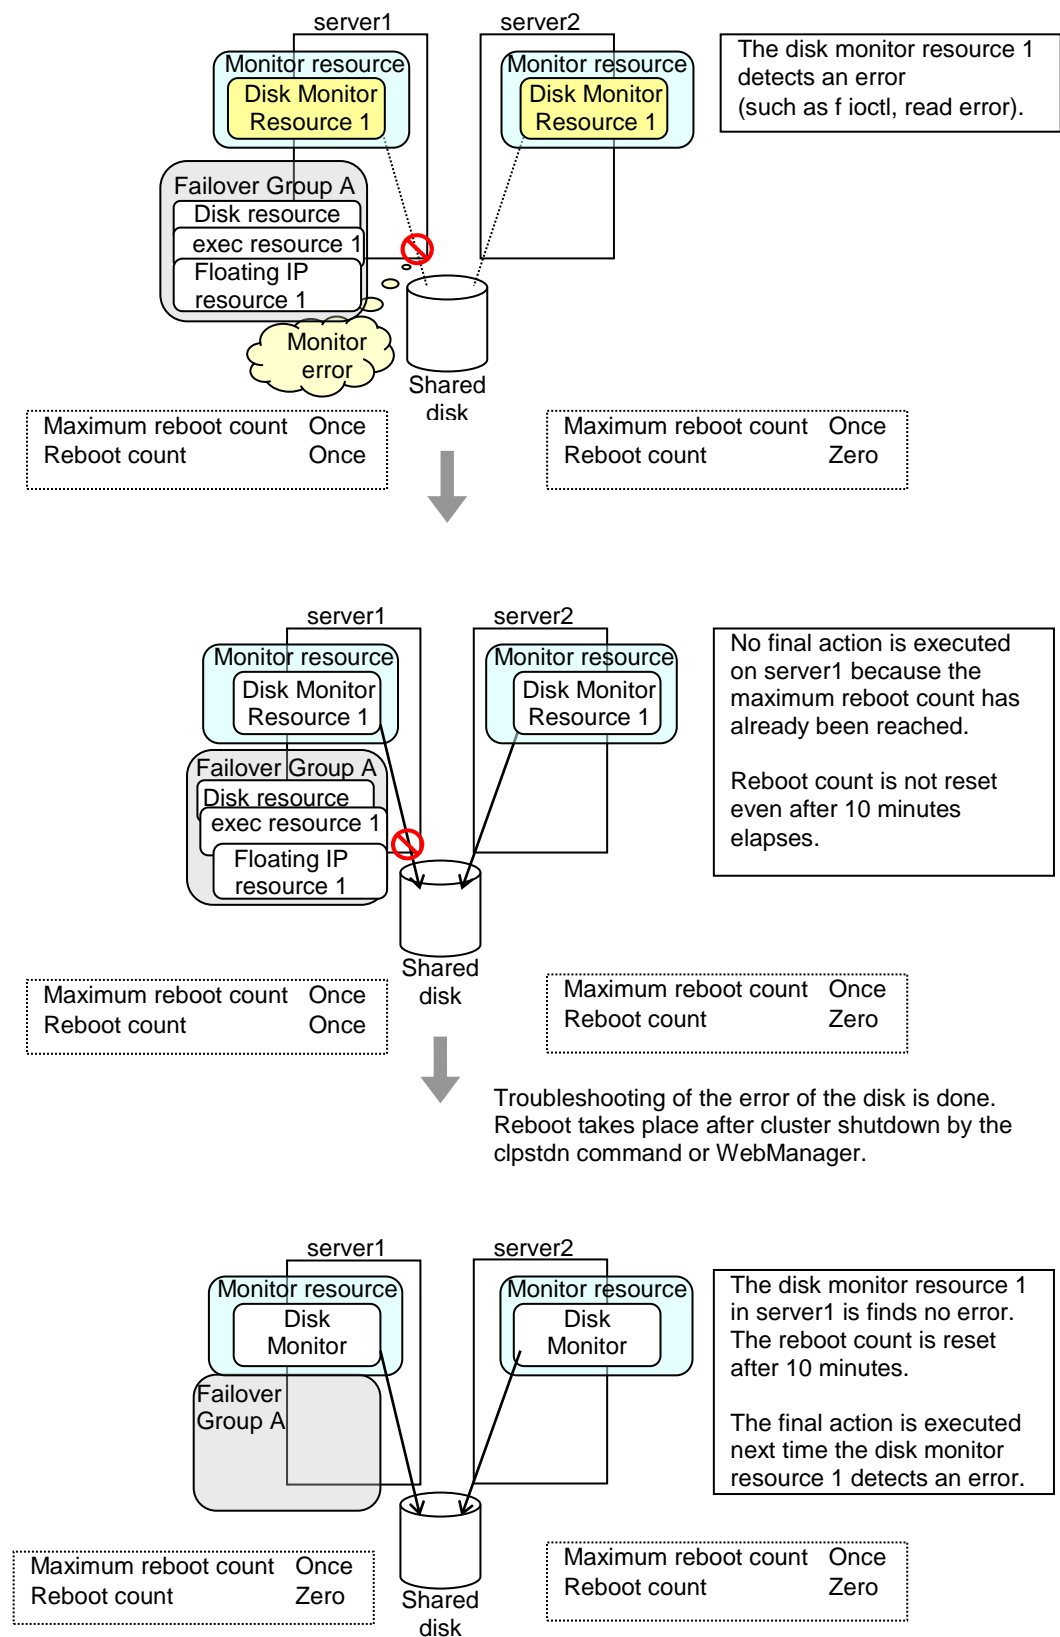 server1
server2
Monitor resource
Disk Monitor
Resource 1
Monitor resource
Disk Monitor
Resource 1
The disk monitor resource 1
detects an error
(such as f ioctl, read error).
Failover Group A
Disk resource
exec resource 1
Floating IP
resource 1
Monitor
error
Shared
disk
Maximum reboot count Once
Reboot count Once
Maximum reboot count Once
Reboot count Zero
server1
server2
Monitor resource
Disk Monitor
Resource 1
Monitor resource
Disk Monitor
Resource 1
No final action is executed
on server1 because the
maximum reboot count has
already been reached.
Reboot count is not reset
even after 10 minutes
elapses.
Failover Group A
Disk resource
exec resource 1
Floating IP
resource 1
Shared
disk
Maximum reboot count Once
Reboot count Once
Maximum reboot count Once
Reboot count Zero
Troubleshooting of the error of the disk is done.
Reboot takes place after cluster shutdown by the
clpstdn command or WebManager.
server1
server2
Monitor resource
Disk
Monitor
Monitor resource
Disk
Monitor
The disk monitor resource 1
in server1 is finds no error.
The reboot count is reset
after 10 minutes.
The final action is executed
next time the disk monitor
resource 1 detects an error.
Failover
Group A
Shared
disk
Maximum reboot count Once
Reboot count Zero
Maximum reboot count Once
Reboot count Zero